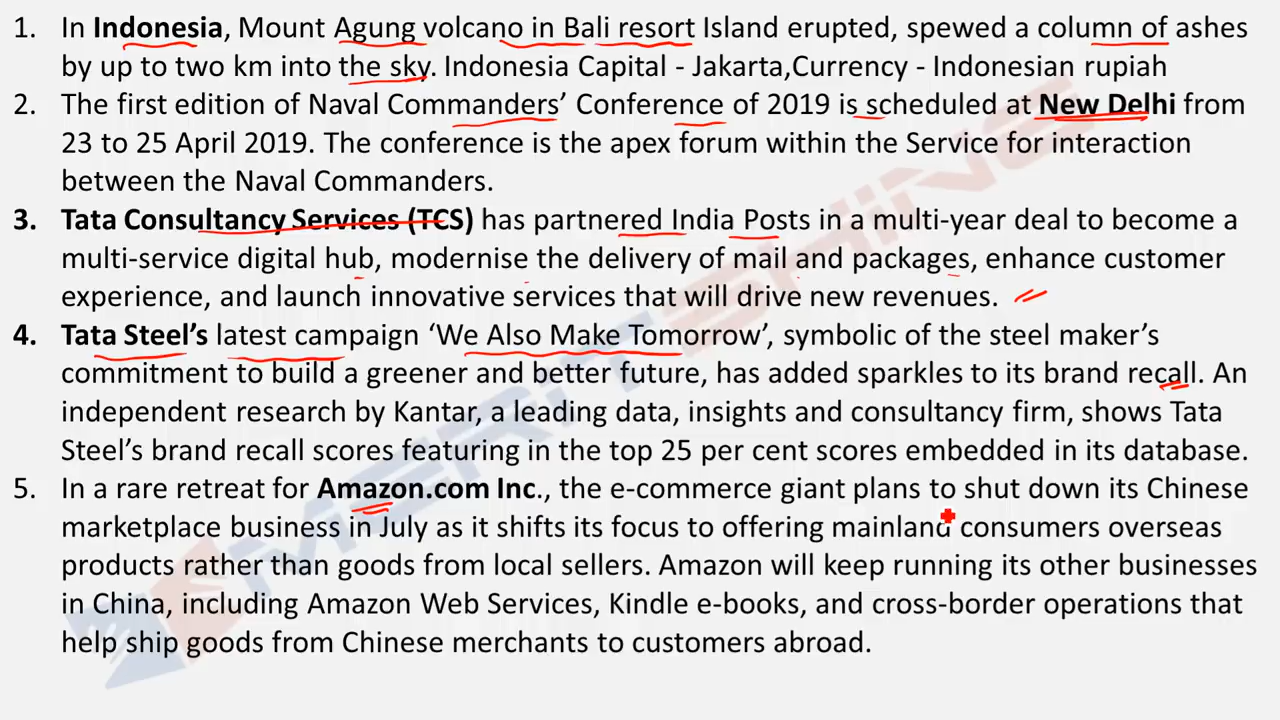 1. In Indonesia, Mount Agung volcano in Bali resort Island erupted, spewed a column of ashes
by up to two km into the sky. Indonesia Capital - Jakarta,Currency - Indonesian rupiah
2. The first edition of Naval Commanders’ Conference of 2019 is scheduled at New Delhi from
23 to 25 April 2019. The conference is the apex forum within the Service for interaction
between the Naval Commanders.
3. Tata Consultancy Services (TCS) has partnered India Posts in a multi-year deal to become a
multi-service digital hub, modernise the delivery of mail and packages, enhance customer
experience, and launch innovative services that will drive new revenues.
4. Tata Steel’s latest campaign ‘We Also Make Tomorrow’, symbolic of the steel maker’s
commitment to build a greener and better future, has added sparkles to its brand recall. An
independent research by Kantar, a leading data, insights and consultancy firm, shows Tata
Steel’s brand recall scores featuring in the top 25 per cent scores embedded in its database.
5. In a rare retreat for Amazon.com Inc., the e-commerce giant plans to shut down its Chinese
marketplace business in July as it shifts its focus to offering mainland consumers overseas
products rather than goods from local sellers. Amazon will keep running its other businesses
in China, including Amazon Web Services, Kindle e-books, and cross-border operations that
help ship goods from Chinese merchants to customers abroad.
MERITSHINE